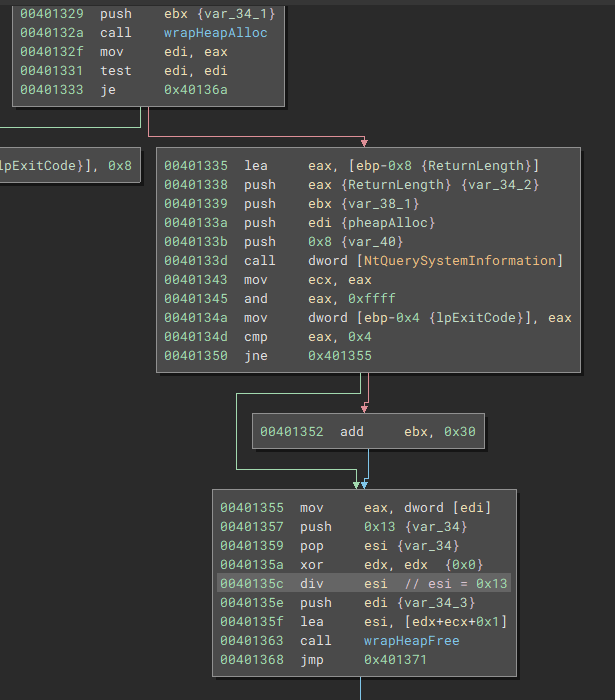 00401329 push ebx {var_34_1}
0040132a call wrapHeapAlloc
0040132f mov edi, eax
00401331 test edi, edi
00401333 je 0x40136a
lpExitCode}], 0x8
00401335 lea eax, [ebp-0x8 {ReturnLength}]
00401338 push eax {ReturnLength} {var_34_2}
00401339 push ebx {var_38_1}
0040133a push edi {pheapAlloc}
0040133b push 0x8 {var_40}
0040133d call dword [NtQuerySystemInformation]
00401343 mov ecx, eax
00401345 and eax, 0xffff
0040134a mov dword [ebp-0x4 {lpExitCode}], eax
0040134d cmp eax, 0x4
00401350 jne 0x401355
00401352 add ebx, 0x30
00401355 mov eax, dword [edi]
00401357 push 0x13 {var_34}
00401359 pop esi {var_34}
0040135a xor edx, edx {0x0}
0040135c div esi // esi = 0x13
0040135e push edi {var_34_3}
0040135f lea esi, [edx+ecx+0x1]
00401363 call wrapHeapFree
00401368 jmp 0x401371